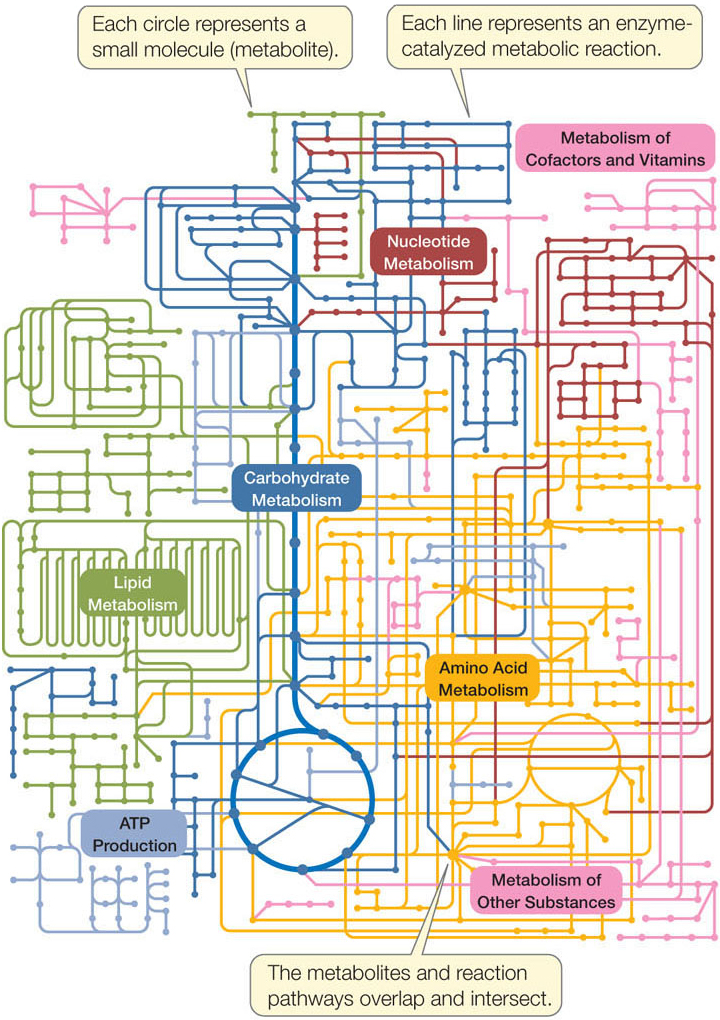 Each circle represents a
small molecule (metabolite).
Each line represents an enzyme-
catalyzed metabolic reaction.
Metabolism of
Cofactors and Vitamins
Nucleotide
Metabolism
Carbohydrate
Metabolism
Lipid
Metabolism
Amino Acid
Metabolism
ATP
Production
Metabolism of
Other Substances
The metabolites and reaction
pathways overlap and intersect.